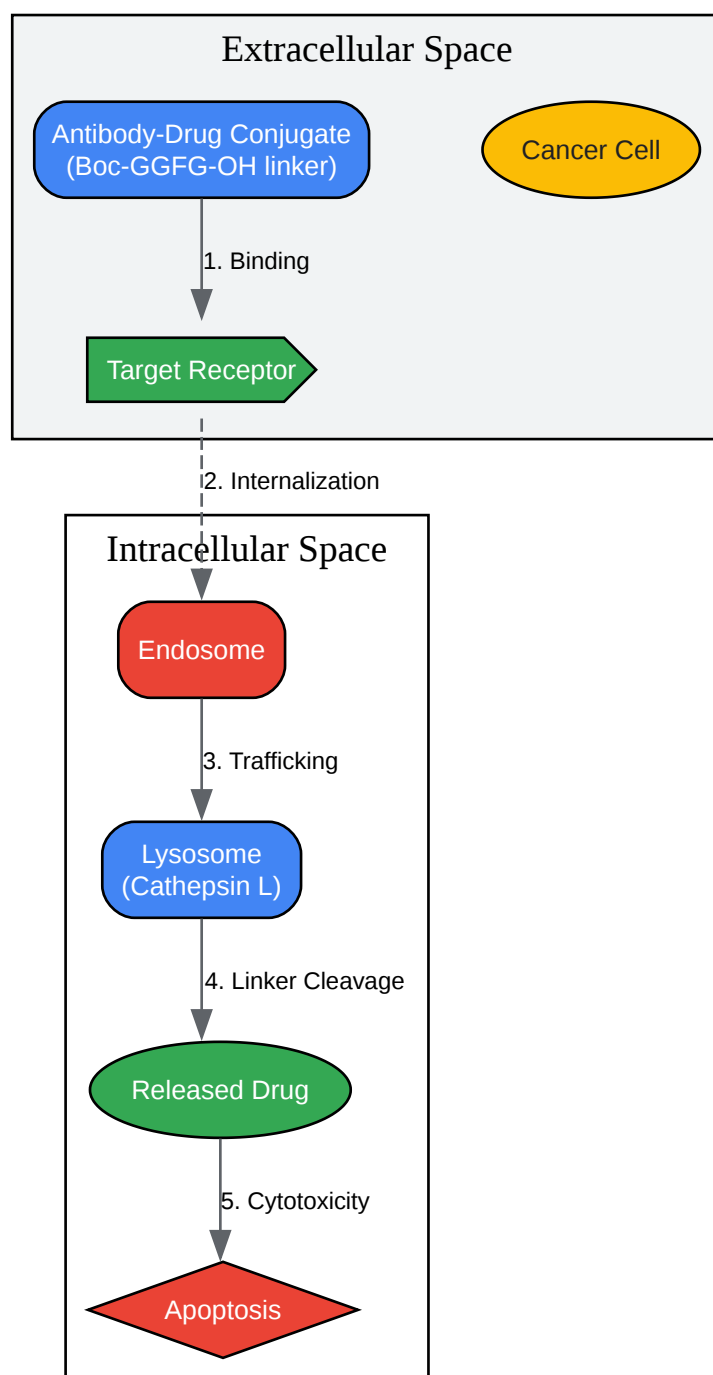 Extracellular Space
Antibody-Drug Conjugate
(Boc-GGFG-OH linker)
Cancer Cell
1. Binding
Target Receptor
2. Internalization
Intracellular Space
Endosome
3. Trafficking
Lysosome
(Cathepsin L)
4. Linker Cleavage
Released Drug
5. Cytotoxicity
Apoptosis